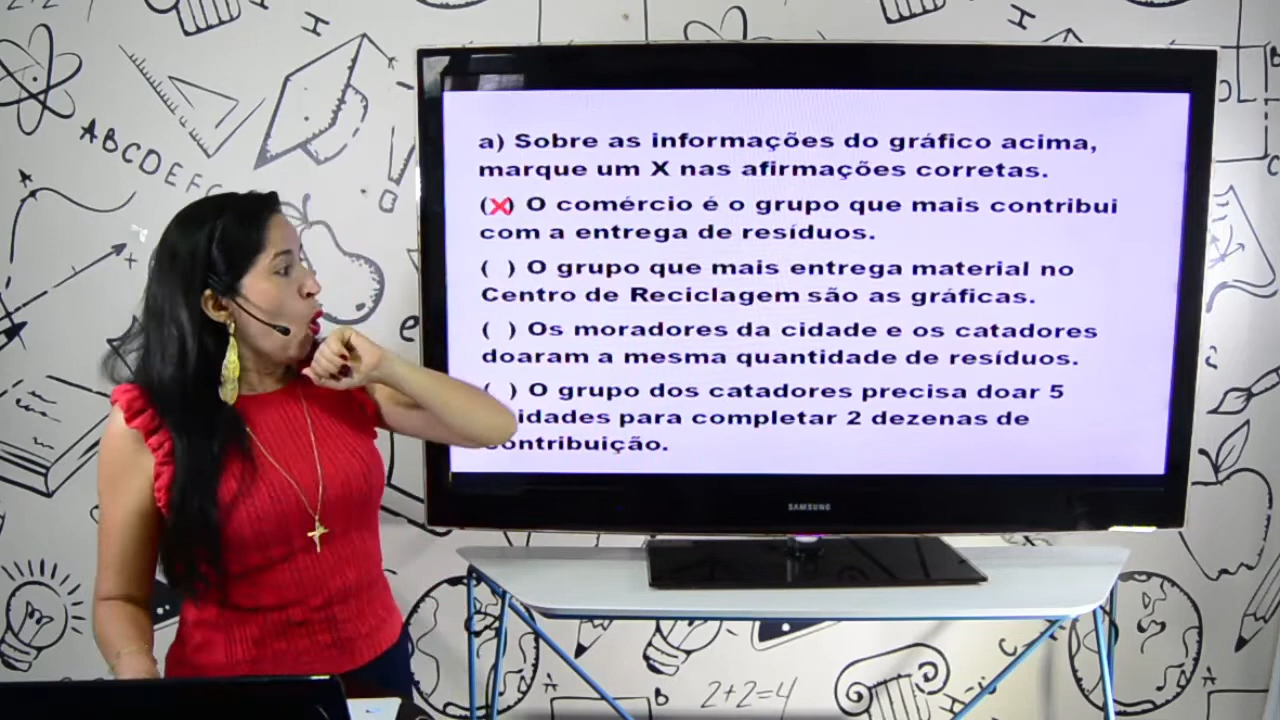 a) Sobre as informações do gráfico acima,
marque um X nas afirmações corretas.
(X) O comércio é o grupo que mais contribui
com a entrega de resíduos.
( ) O grupo que mais entrega material no
Centro de Reciclagem são as gráficas.
( ) Os moradores da cidade e os catadores
doaram a mesma quantidade de resíduos.
( ) O grupo dos catadores precisa doar 5
idades para completar 2 dezenas de
contribuição.
SAMSUNG
ABCDEFG
2+2=4
A
B